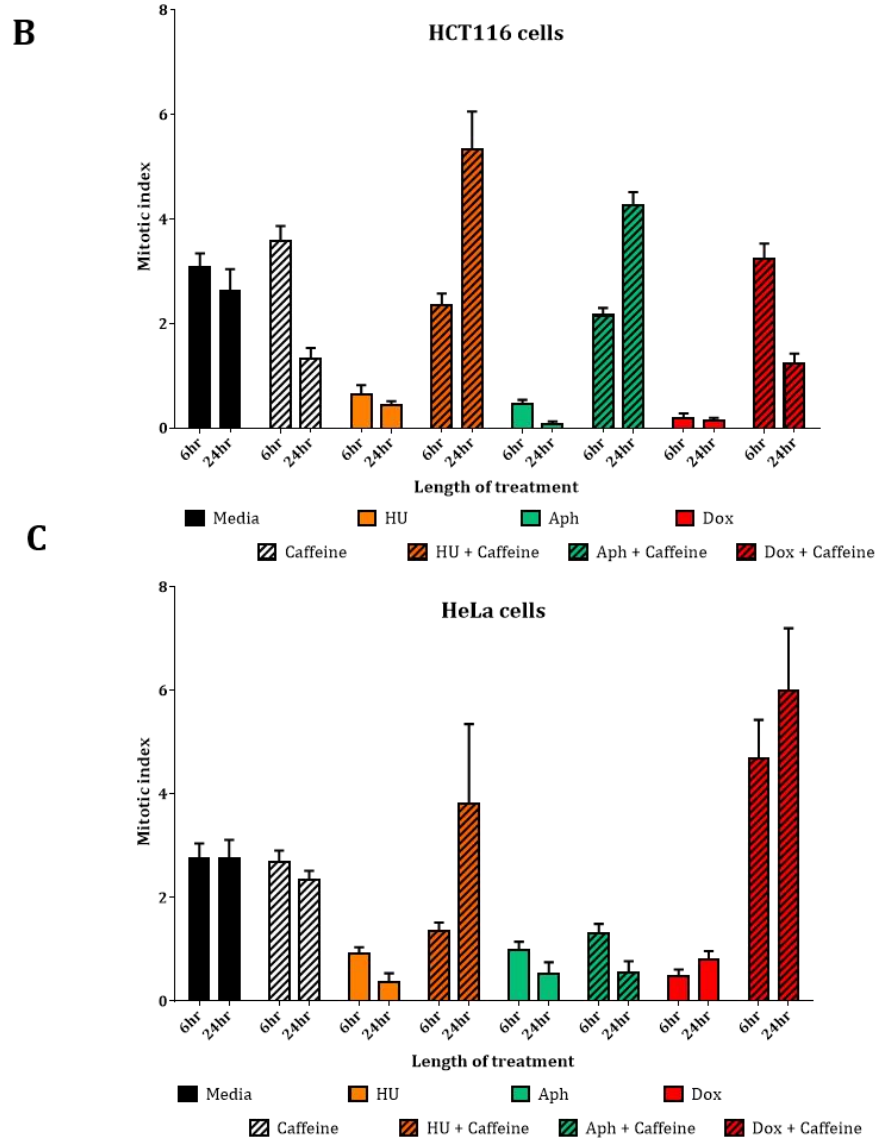 B
HCT116 cells
8
6
4
2
0
Mitotic index
6hr 24hr 6hr 24hr 6hr 24hr 6hr 24hr 6hr 24hr 6hr 24hr 6hr 24hr 6hr 24hr
Length of treatment
Media HU Aph Dox
Caffeine HU + Caffeine Aph + Caffeine Dox + Caffeine
C
HeLa cells
8
6
4
2
0
Mitotic index
6hr 24hr 6hr 24hr 6hr 24hr 6hr 24hr 6hr 24hr 6hr 24hr 6hr 24hr 6hr 24hr
Length of treatment
Media HU Aph Dox
Caffeine HU + Caffeine Aph + Caffeine Dox + Caffeine